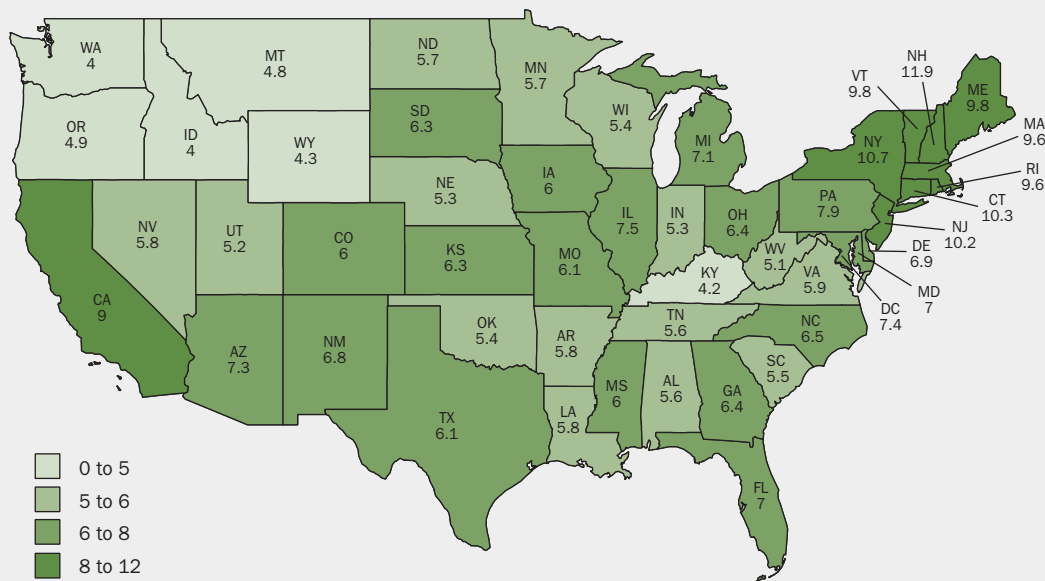 WA
4
OR
4.9
CA
9
NV
5.8
ID
4
MT
4.8
WY
4.3
UT
5.2
AZ
7.3
CO
6
NM
6.8
ND
5.7
SD
6.3
NE
5.3
KS
6.3
OK
5.4
TX
6.1
MN
5.7
IA
6
MO
6.1
AR
5.8
LA
5.8
WI
5.4
IL
7.5
MS
6
MI
7.1
IN
5.3
OH
6.4
KY
4.2
TN
5.6
AL
5.6
GA
6.4
FL
7
SC
5.5
NC
6.5
WV
5.1
VA
5.9
PA
7.9
NY
10.7
VT
9.8
NH
11.9
ME
9.8
MA
9.6
RI
9.6
CT
10.3
NJ
10.2
DE
6.9
MD
7
DC
7.4
0 to 5
5 to 6
6 to 8
8 to 12